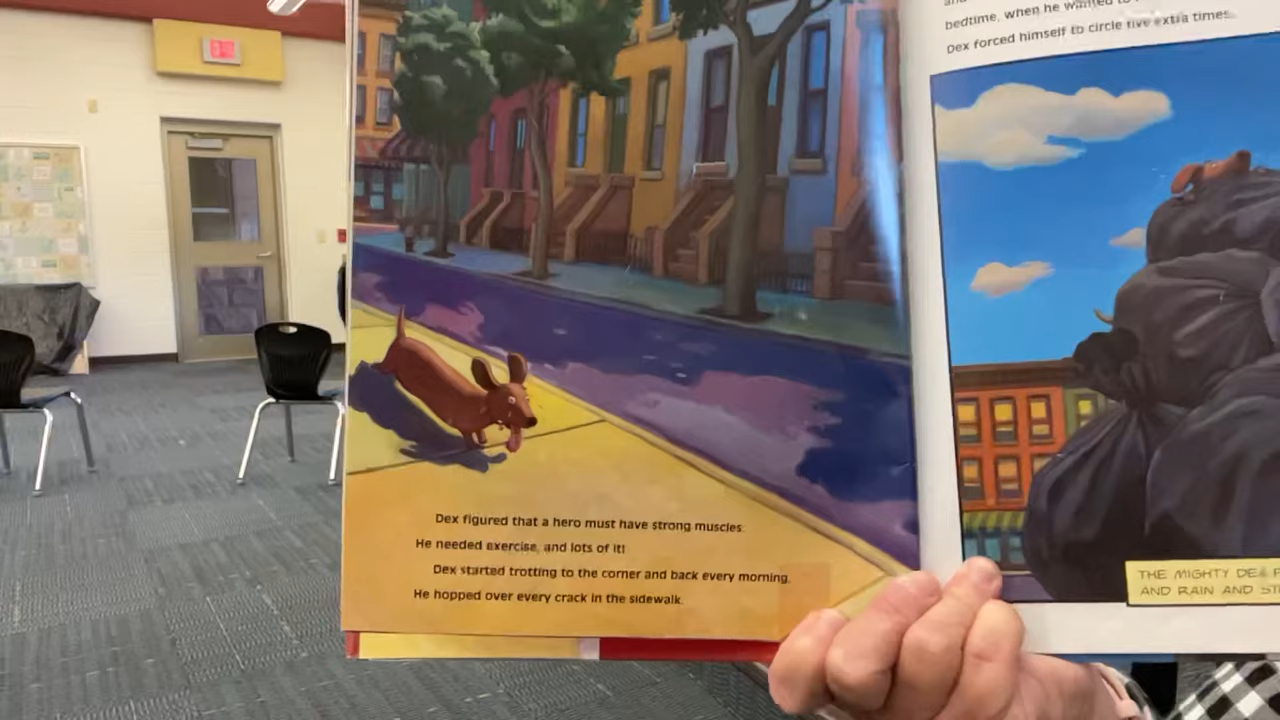 Dex figured that a hero must have strong muscles.
He needed exercise, and lots of it!
Dex started trotting to the corner and back every morning.
He hopped over every crack in the sidewalk.
bedtime, when he wanted to
Dex forced himself to circle five extra times.
THE MIGHTY DEX
AND RAIN AND